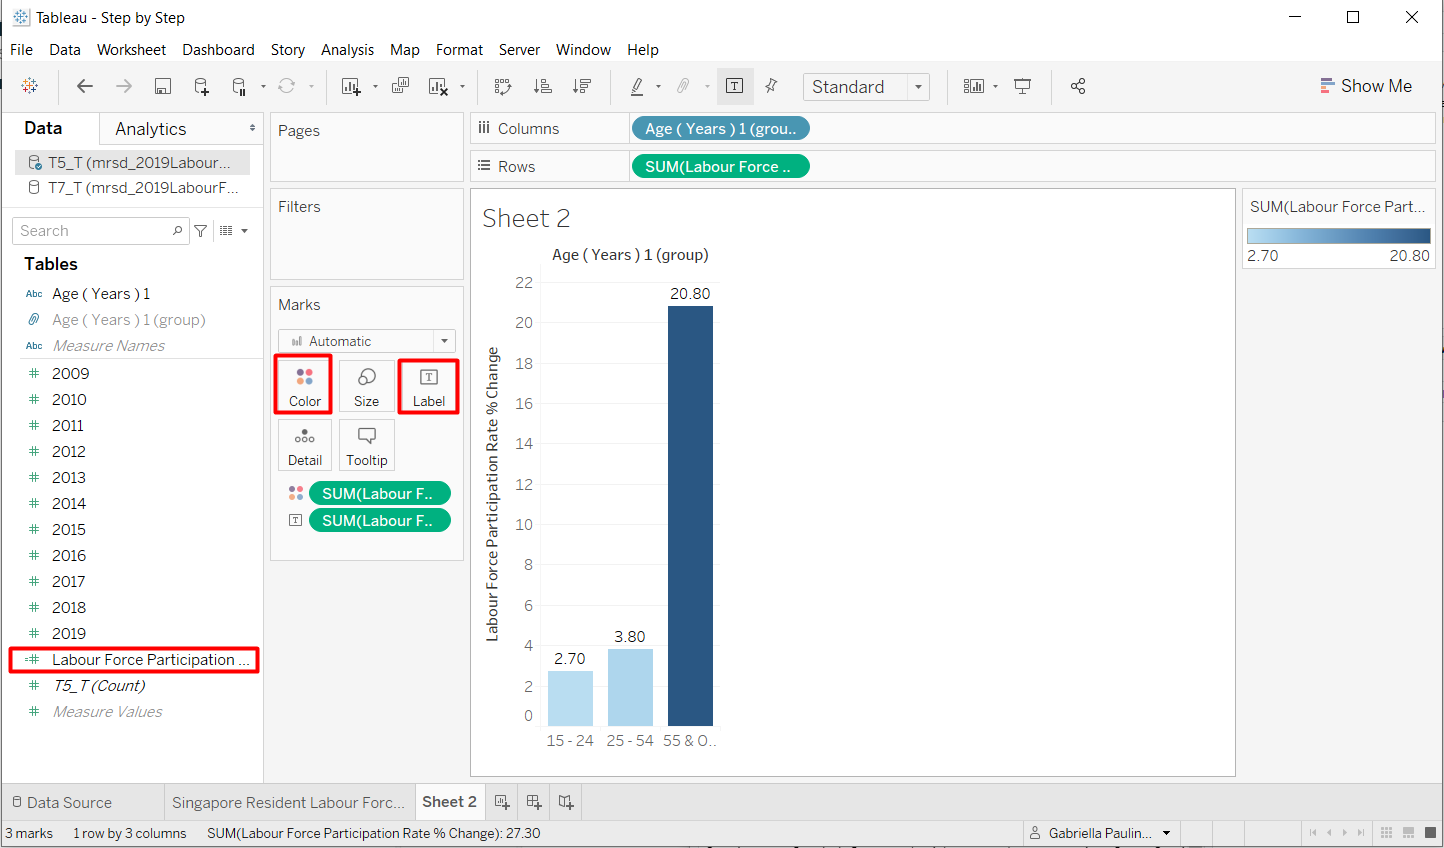 Tableau - Step by Step
File Data Worksheet Dashboard Story Analysis Map Format Server Window Help
Standard
Show Me
Data
Analytics
T5_T (mrsd_2019Labour...
T7_T (mrsd_2019LabourF...
Search
Tables
Abc Age ( Years ) 1
Age ( Years ) 1 (group)
Abc Measure Names
# 2009
# 2010
# 2011
# 2012
# 2013
# 2014
# 2015
# 2016
# 2017
# 2018
# 2019
=# Labour Force Participation ...
# T5_T (Count)
# Measure Values
Pages
Filters
Marks
Automatic
Color
Size
T Label
Detail
Tooltip
SUM(Labour F..
T SUM(Labour F..
Columns
Age ( Years ) 1 (grou..
Rows
SUM(Labour Force ..
Sheet 2
Age ( Years ) 1 (group)
Labour Force Participation Rate % Change
22
20
18
16
14
12
10
8
6
4
2
0
2.70
3.80
20.80
15 - 24
25 - 54
55 & O..
SUM(Labour Force Part...
2.70
20.80
Data Source
Singapore Resident Labour Forc...
Sheet 2
3 marks
1 row by 3 columns
SUM(Labour Force Participation Rate % Change): 27.30
Gabriella Paulin...